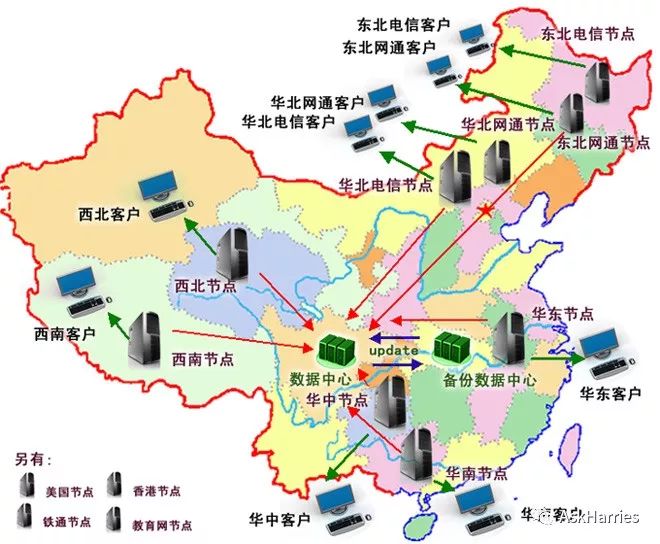 东北电信节点
东北电信客户
东北网通客户
华北网通客户
华北电信客户
华北网通节点
东北网通节点
华北电信节点
西北客户
西北节点
西南客户
西南节点
华东节点
update
数据中心
备份数据中心
华中节点
华东客户
另有：
美国节点
香港节点
铁通节点
教育网节点
华南节点
华中客户
AskHarries